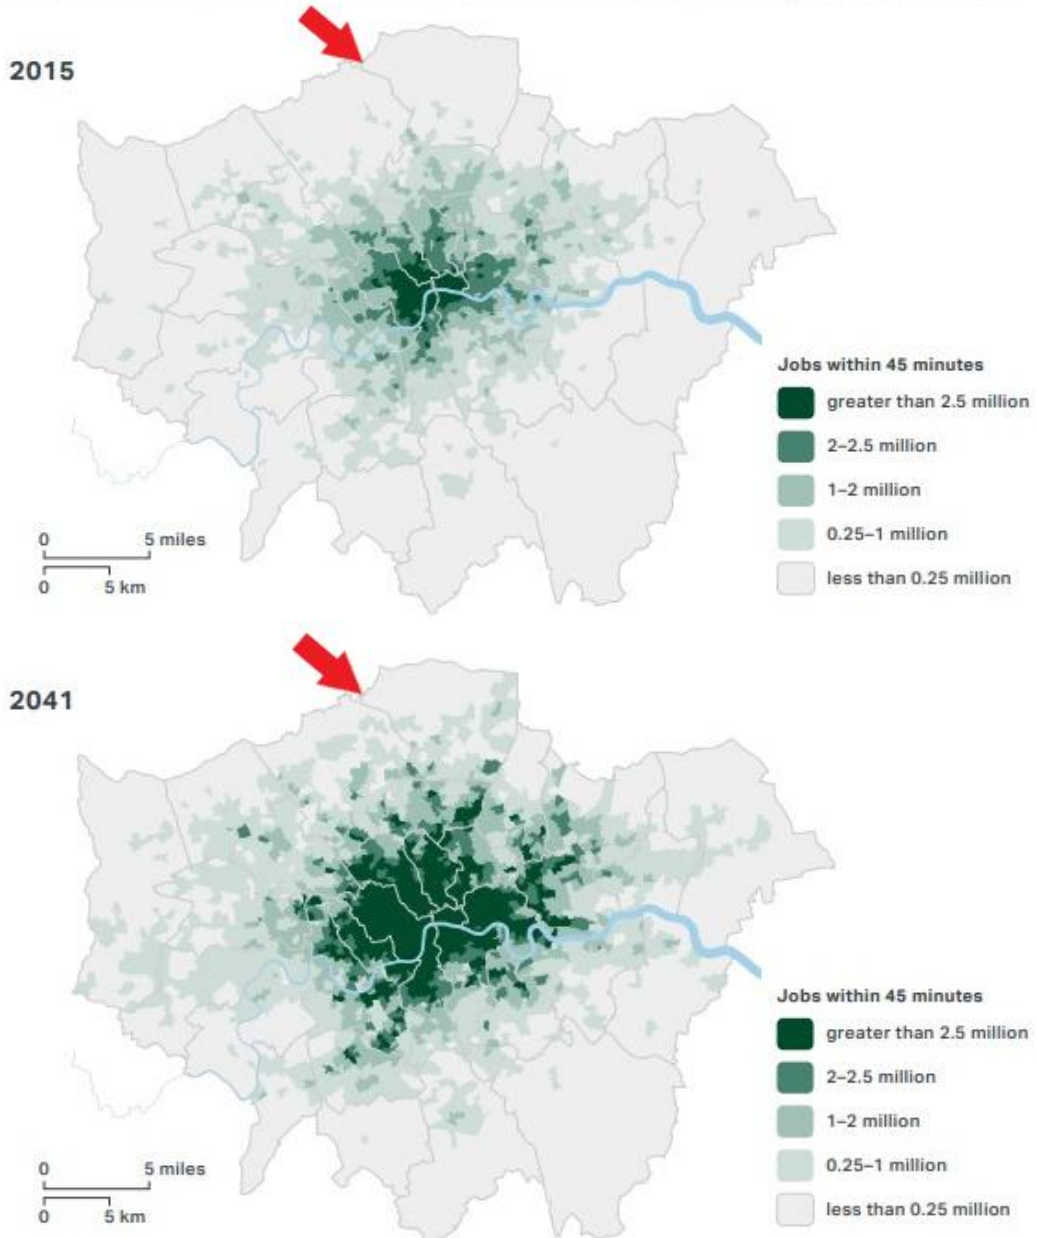 2015
Jobs within 45 minutes
greater than 2.5 million
2–2.5 million
1–2 million
0.25–1 million
less than 0.25 million
0 5 miles
0 5 km
2041
Jobs within 45 minutes
greater than 2.5 million
2–2.5 million
1–2 million
0.25–1 million
less than 0.25 million
0 5 miles
0 5 km